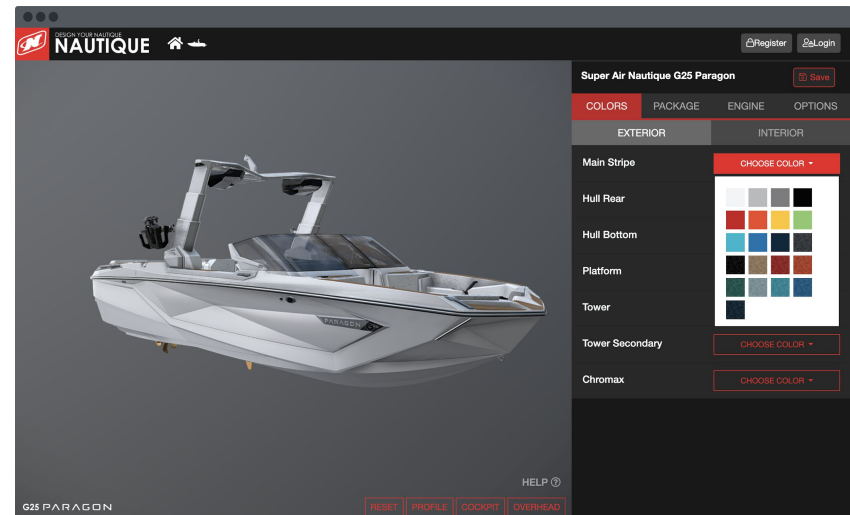 DESIGN YOUR NAUTIQUE
NAUTIQUE
Register
Login
Super Air Nautique G25 Paragon
Save
COLORS PACKAGE ENGINE OPTIONS
EXTERIOR INTERIOR
Main Stripe CHOOSE COLOR
Hull Rear
Hull Bottom
Platform
Tower
Tower Secondary CHOOSE COLOR
Chromax CHOOSE COLOR
PARAGON
HELP
G25 PARAGON
RESET PROFILE COCKPIT OVERHEAD